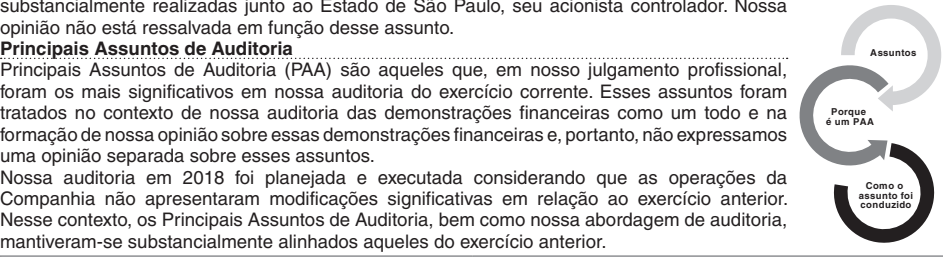 substancialmente realizadas junto ao Estado de São Paulo, seu acionista controlador. Nossa
opinião não está ressalvada em função desse assunto.
Principais Assuntos de Auditoria
Principais Assuntos de Auditoria (PAA) são aqueles que, em nosso julgamento profissional,
foram os mais significativos em nossa auditoria do exercício corrente. Esses assuntos foram
tratados no contexto de nossa auditoria das demonstrações financeiras como um todo e na
formação de nossa opinião sobre essas demonstrações financeiras e, portanto, não expressamos
uma opinião separada sobre esses assuntos.
Nossa auditoria em 2018 foi planejada e executada considerando que as operações da
Companhia não apresentaram modificações significativas em relação ao exercício anterior.
Nesse contexto, os Principais Assuntos de Auditoria, bem como nossa abordagem de auditoria,
mantiveram-se substancialmente alinhados aqueles do exercício anterior.
Assuntos
Porque
é um PAA
Como o
assunto foi
conduzido